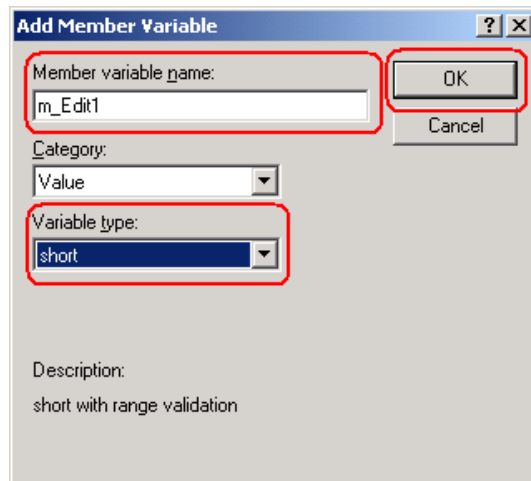 Add Member Variable
Member variable name:
m_Edit1
OK
Cancel
Category:
Value
Variable type:
short
Description:
short with range validation